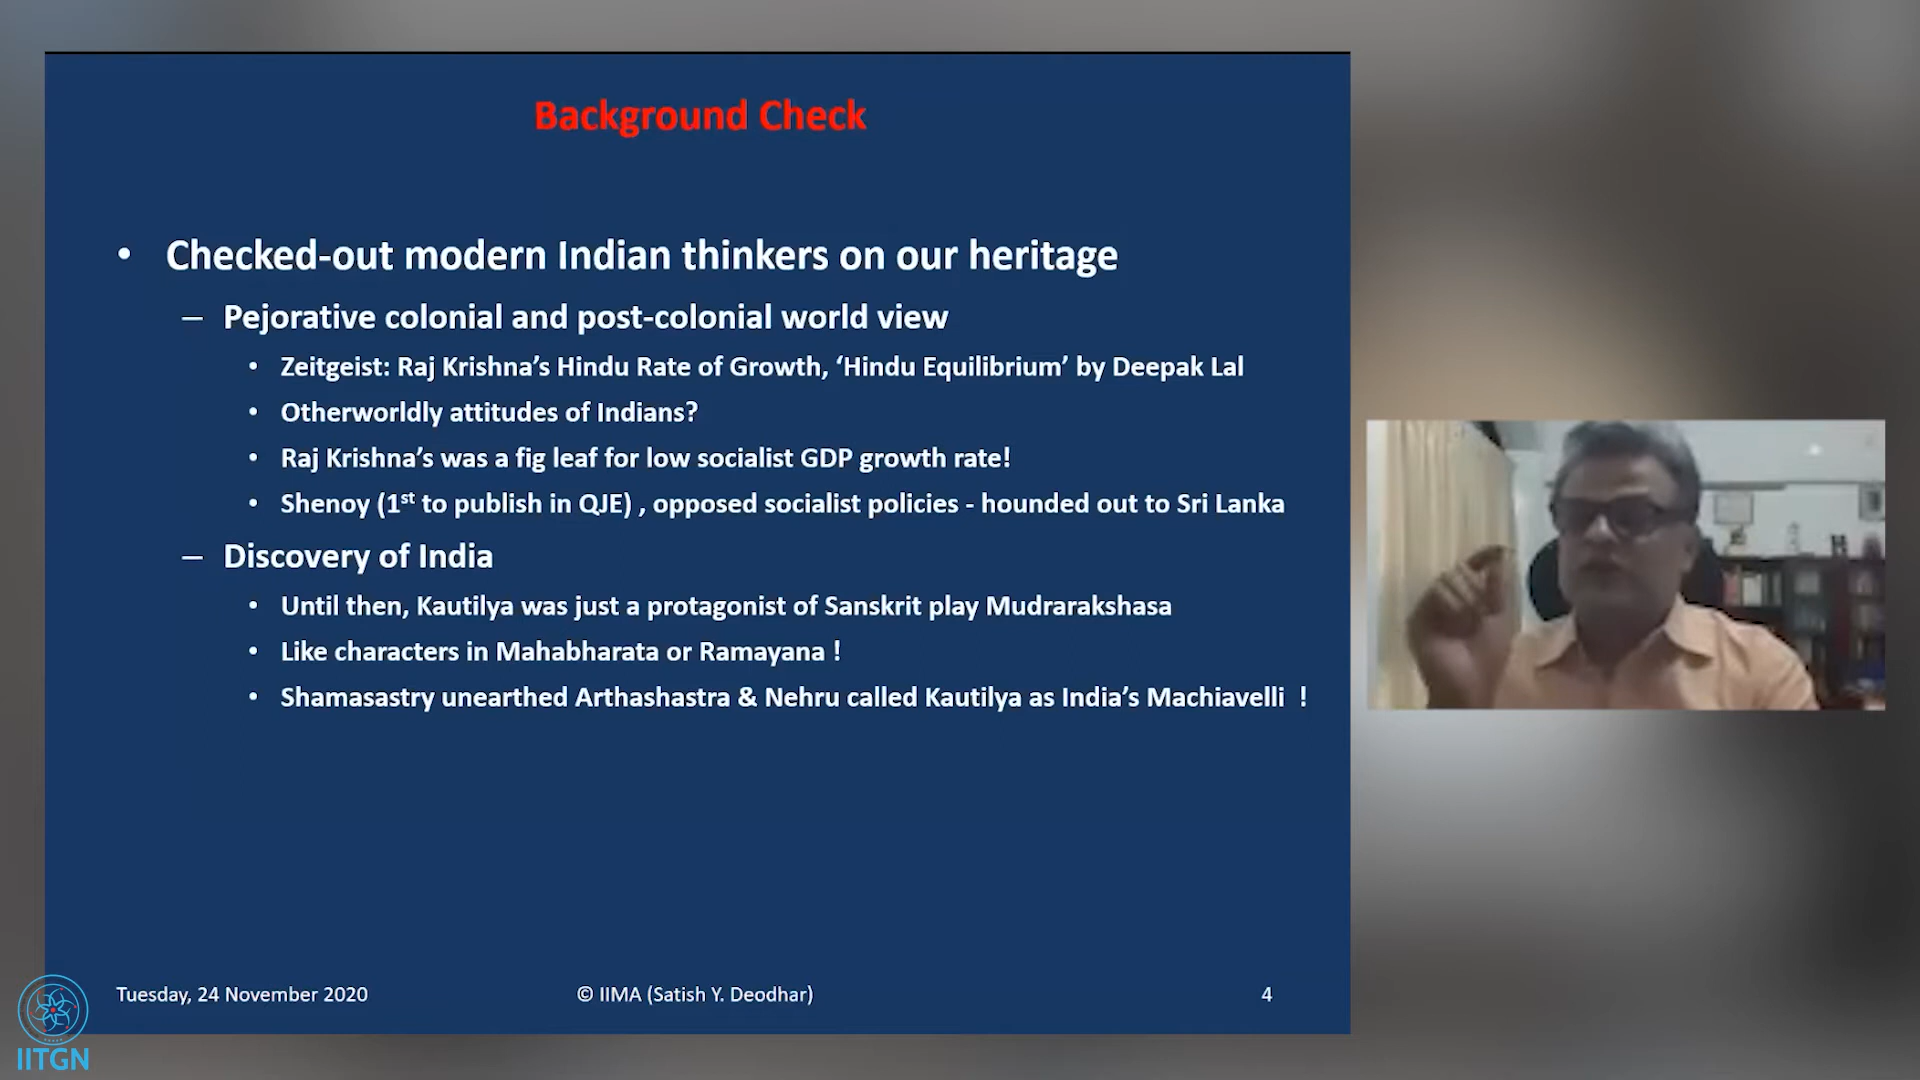 Background Check
• Checked-out modern Indian thinkers on our heritage
– Pejorative colonial and post-colonial world view
• Zeitgeist: Raj Krishna’s Hindu Rate of Growth, ‘Hindu Equilibrium’ by Deepak Lal
• Otherworldly attitudes of Indians?
• Raj Krishna’s was a fig leaf for low socialist GDP growth rate!
• Shenoy (1st to publish in QJE) , opposed socialist policies - hounded out to Sri Lanka
– Discovery of India
• Until then, Kautilya was just a protagonist of Sanskrit play Mudrarakshasa
• Like characters in Mahabharata or Ramayana !
• Shamasastry unearthed Arthashastra & Nehru called Kautilya as India’s Machiavelli !
Tuesday, 24 November 2020
© IIMA (Satish Y. Deodhar)
4
IITGN